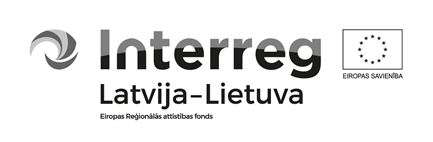 Interreg
EIROPAS SAVIENĪBA
Latvija-Lietuva
Eiropas Reģionālās attīstības fonds